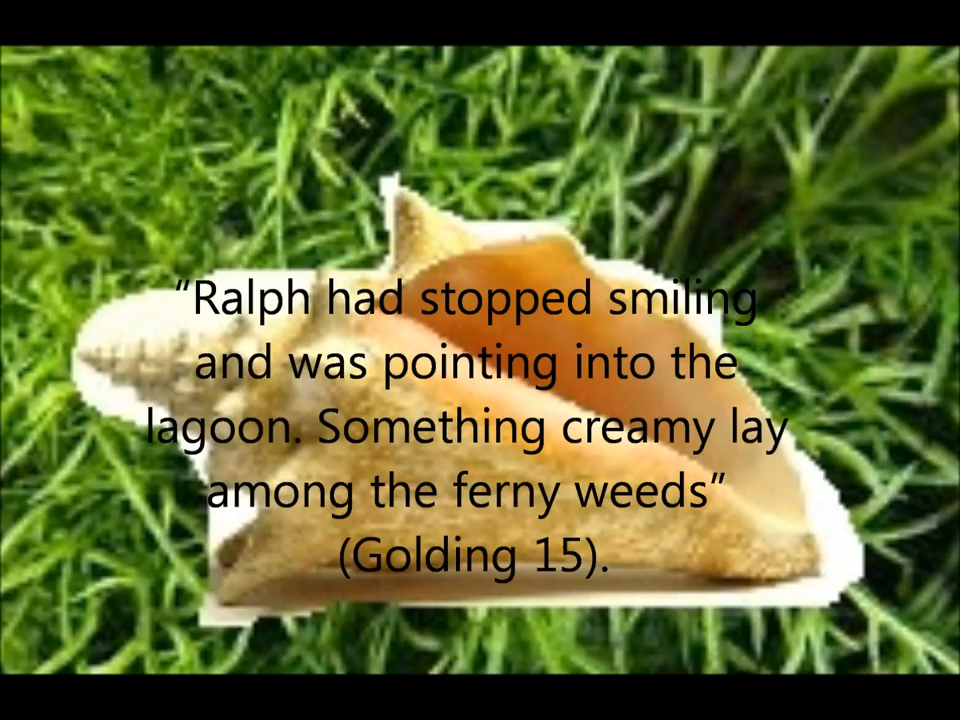 “Ralph had stopped smiling
and was pointing into the
lagoon. Something creamy lay
among the ferny weeds”
(Golding 15).